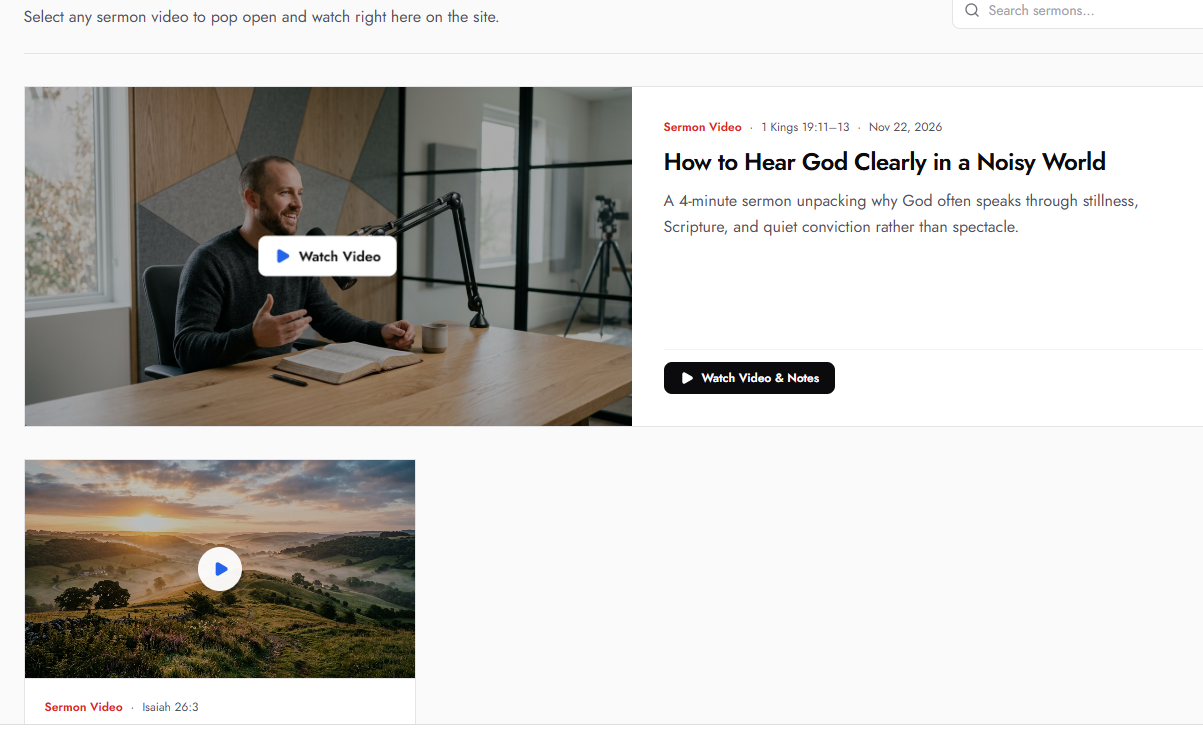 Select any sermon video to pop open and watch right here on the site.
Search sermons...
Watch Video
Sermon Video · 1 Kings 19:11–13 · Nov 22, 2026
How to Hear God Clearly in a Noisy World
A 4-minute sermon unpacking why God often speaks through stillness,
Scripture, and quiet conviction rather than spectacle.
Watch Video & Notes
Sermon Video · Isaiah 26:3